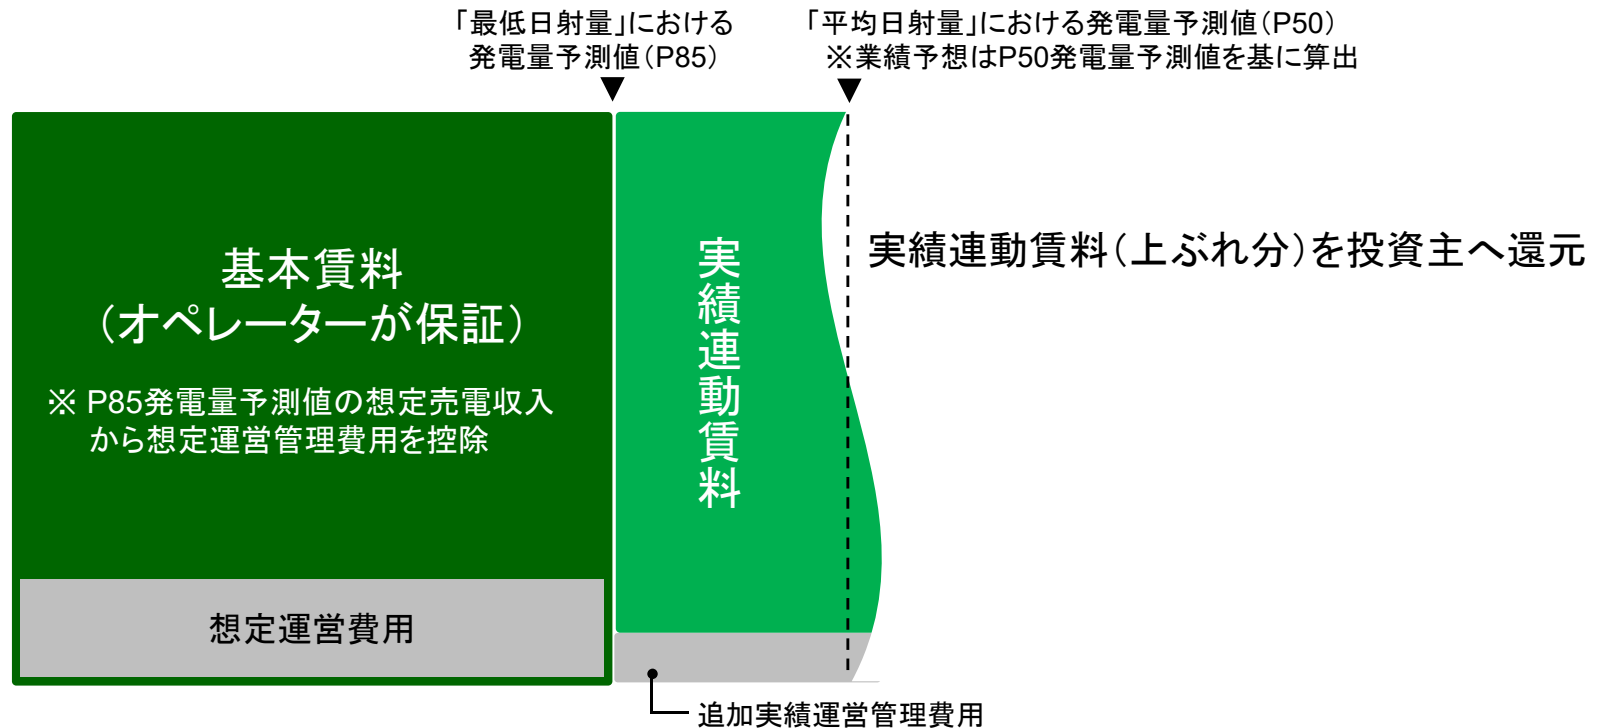 「最低日射量」における
発電量予測値（P85）
「平均日射量」における発電量予測値（P50）
※業績予想はP50発電量予測値を基に算出
基本賃料
（オペレーターが保証）
※ P85発電量予測値の想定売電収入
から想定運営管理費用を控除
想定運営費用
実績連動賃料
実績連動賃料（上ぶれ分）を投資主へ還元
追加実績運営管理費用